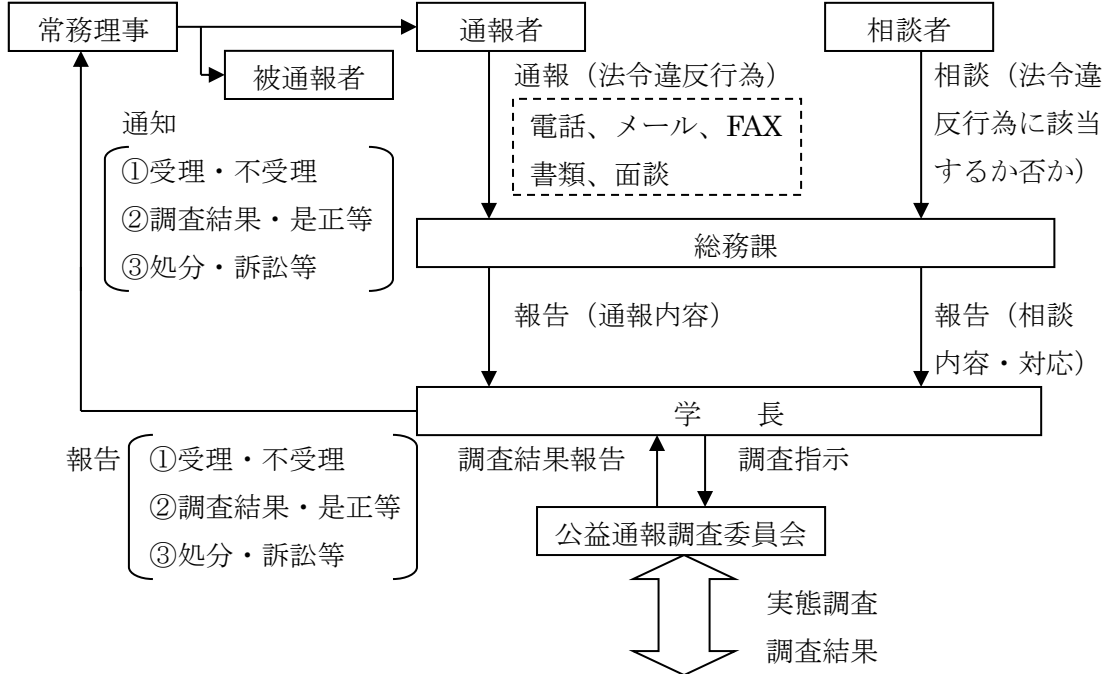 常務理事
通報者
相談者
被通報者
通報（法令違反行為）
電話、メール、FAX
書類、面談
相談（法令違
反行為に該当
するか否か）
通知
①受理・不受理
②調査結果・是正等
③処分・訴訟等
総務課
報告（通報内容）
報告（相談
内容・対応）
学　　長
報告
①受理・不受理
②調査結果・是正等
③処分・訴訟等
調査結果報告
調査指示
公益通報調査委員会
実態調査
調査結果